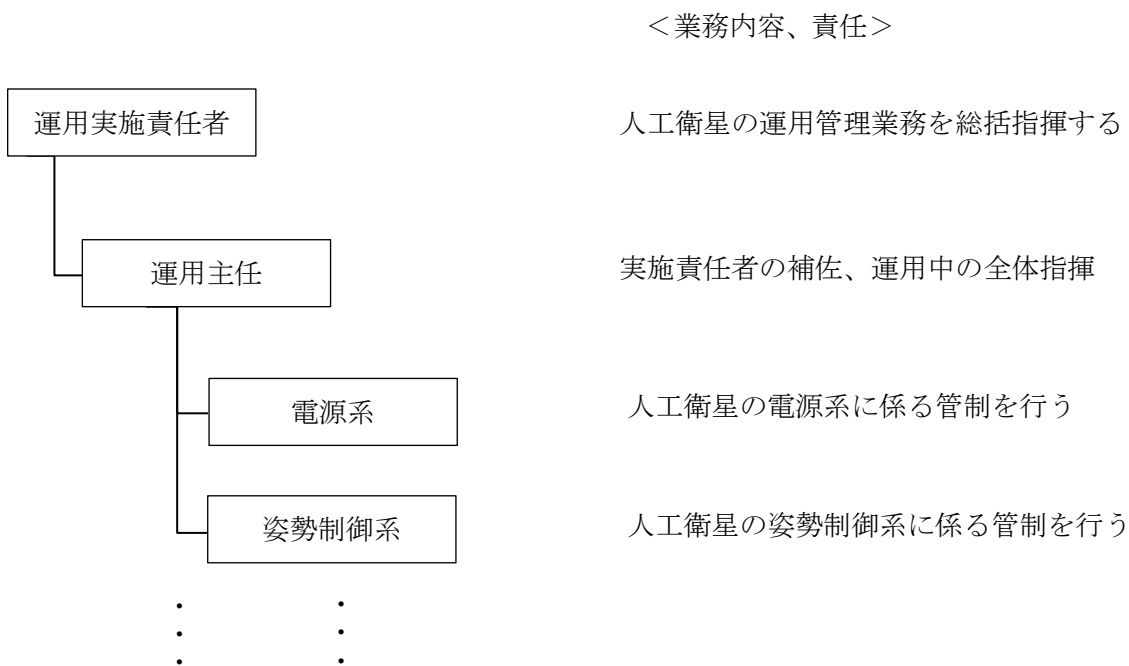 ＜業務内容、責任＞
運用実施責任者
人工衛星の運用管理業務を総括指揮する
運用主任
実施責任者の補佐、運用中の全体指揮
電源系
人工衛星の電源系に係る管制を行う
姿勢制御系
人工衛星の姿勢制御系に係る管制を行う